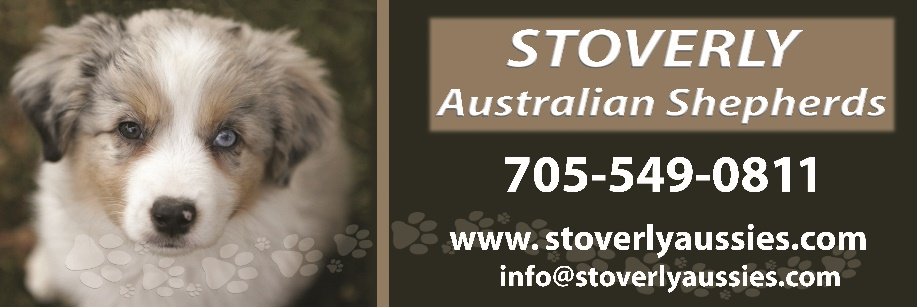 STOVERLY
Australian Shepherds
705-549-0811
www. stoverlyaussies.com
info@stoverlyaussies.com